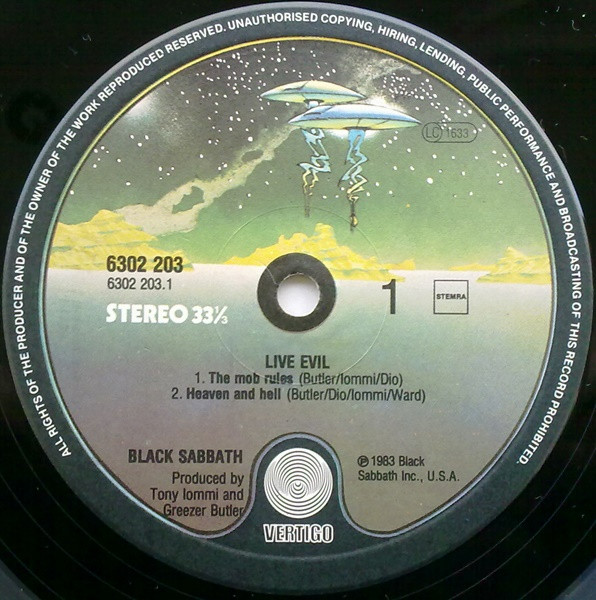 ALL RIGHTS OF THE PRODUCER AND OF THE OWNER OF THE WORK REPRODUCED RESERVED. UNAUTHORISED COPYING, HIRING, LENDING, PUBLIC PERFORMANCE AND BROADCASTING OF THIS RECORD PROHIBITED.
LC 1633
6302 203
6302 203.1
STEREO 33⅓
1
STEMRA
LIVE EVIL
1. The mob rules (Butler/Iommi/Dio)
2. Heaven and hell (Butler/Dio/Iommi/Ward)
BLACK SABBATH
Produced by
Tony Iommi and
Greezer Butler
℗ 1983 Black
Sabbath Inc., U.S.A.
VERTIGO